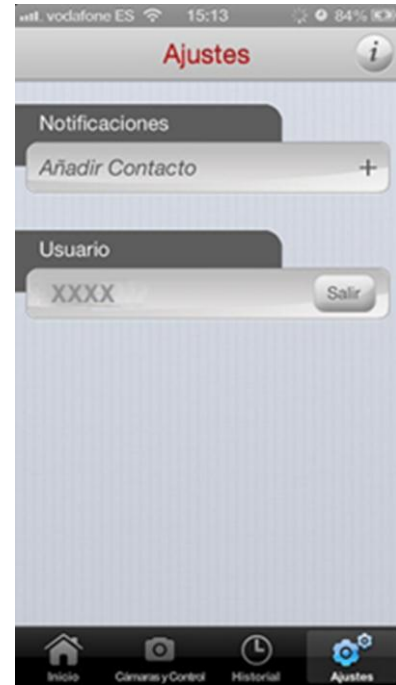 vodafone ES 15:13 84%
Ajustes
i
Notificaciones
Añadir Contacto +
Usuario
XXXX
Salir
Inicio Cámaras y Control Historial Ajustes